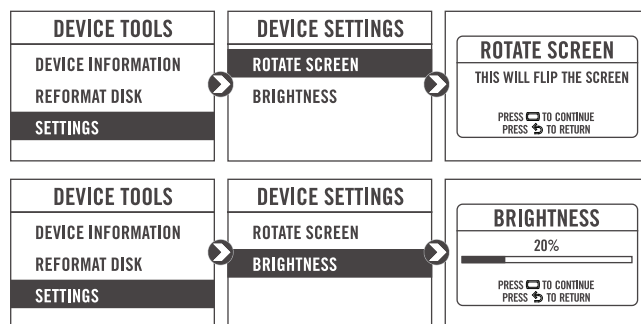 DEVICE TOOLS
DEVICE INFORMATION
REFORMAT DISK
SETTINGS
DEVICE SETTINGS
ROTATE SCREEN
BRIGHTNESS
ROTATE SCREEN
THIS WILL FLIP THE SCREEN
PRESS TO CONTINUE
PRESS TO RETURN
DEVICE TOOLS
DEVICE INFORMATION
REFORMAT DISK
SETTINGS
DEVICE SETTINGS
ROTATE SCREEN
BRIGHTNESS
BRIGHTNESS
20%
PRESS TO CONTINUE
PRESS TO RETURN